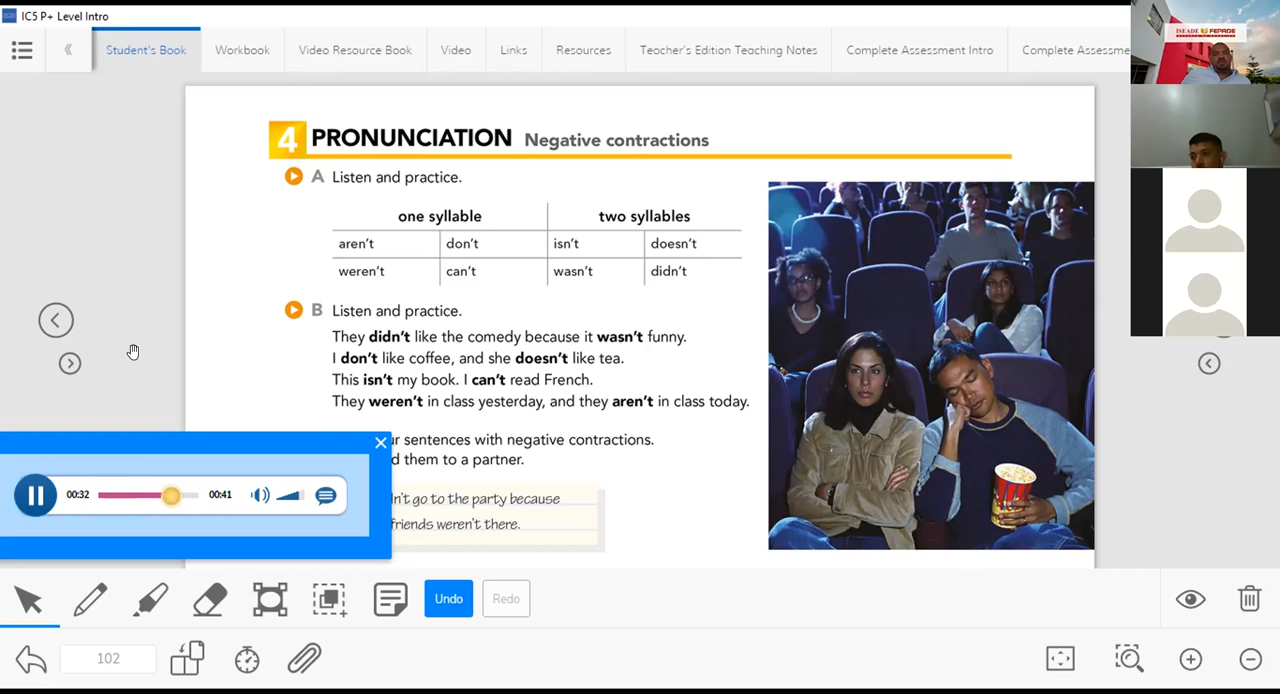 IC5 P+ Level Intro
Student's Book Workbook Video Resource Book Video Links Resources Teacher's Edition Teaching Notes Complete Assessment Intro Complete Assessme
ISEADE FEPADE
4 PRONUNCIATION Negative contractions
A Listen and practice.
one syllable two syllables
aren't don't isn't doesn't
weren't can't wasn't didn't
B Listen and practice.
They didn't like the comedy because it wasn't funny.
I don't like coffee, and she doesn't like tea.
This isn't my book. I can't read French.
They weren't in class yesterday, and they aren't in class today.
ur sentences with negative contractions.
d them to a partner.
00:32 00:41
n't go to the party because
friends weren't there.
Undo Redo
102